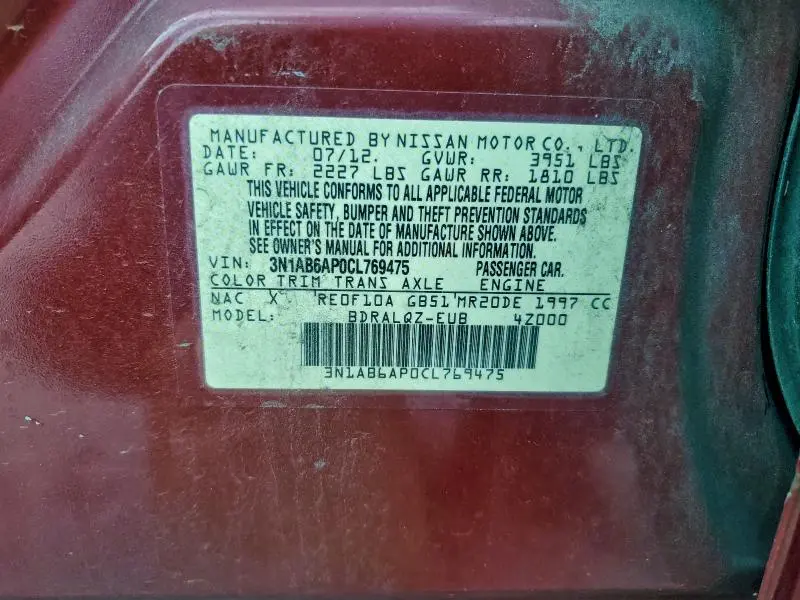 MANUFACTURED BY NISSAN MOTOR CO., LTD.
DATE: 07/12. GVWR: 3951 LBS
GAWR FR: 2227 LBS GAWR RR: 1810 LBS
THIS VEHICLE CONFORMS TO ALL APPLICABLE FEDERAL MOTOR
VEHICLE SAFETY, BUMPER AND THEFT PREVENTION STANDARDS
IN EFFECT ON THE DATE OF MANUFACTURE SHOWN ABOVE.
SEE OWNER'S MANUAL FOR ADDITIONAL INFORMATION.
VIN: 3N1AB6AP0CL769475 PASSENGER CAR.
COLOR TRIM TRANS AXLE ENGINE
NAC X RE0F10A GB51 MR20DE 1997 CC
MODEL: BDRALQZ-EUB 4Z000
3N1AB6AP0CL769475